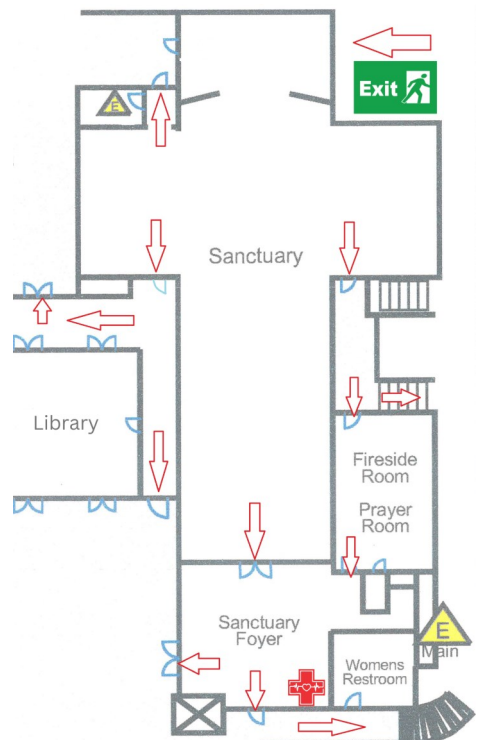 Exit
E
Sanctuary
Library
Fireside
Room
Prayer
Room
Sanctuary
Foyer
E
Main
Womens
Restroom